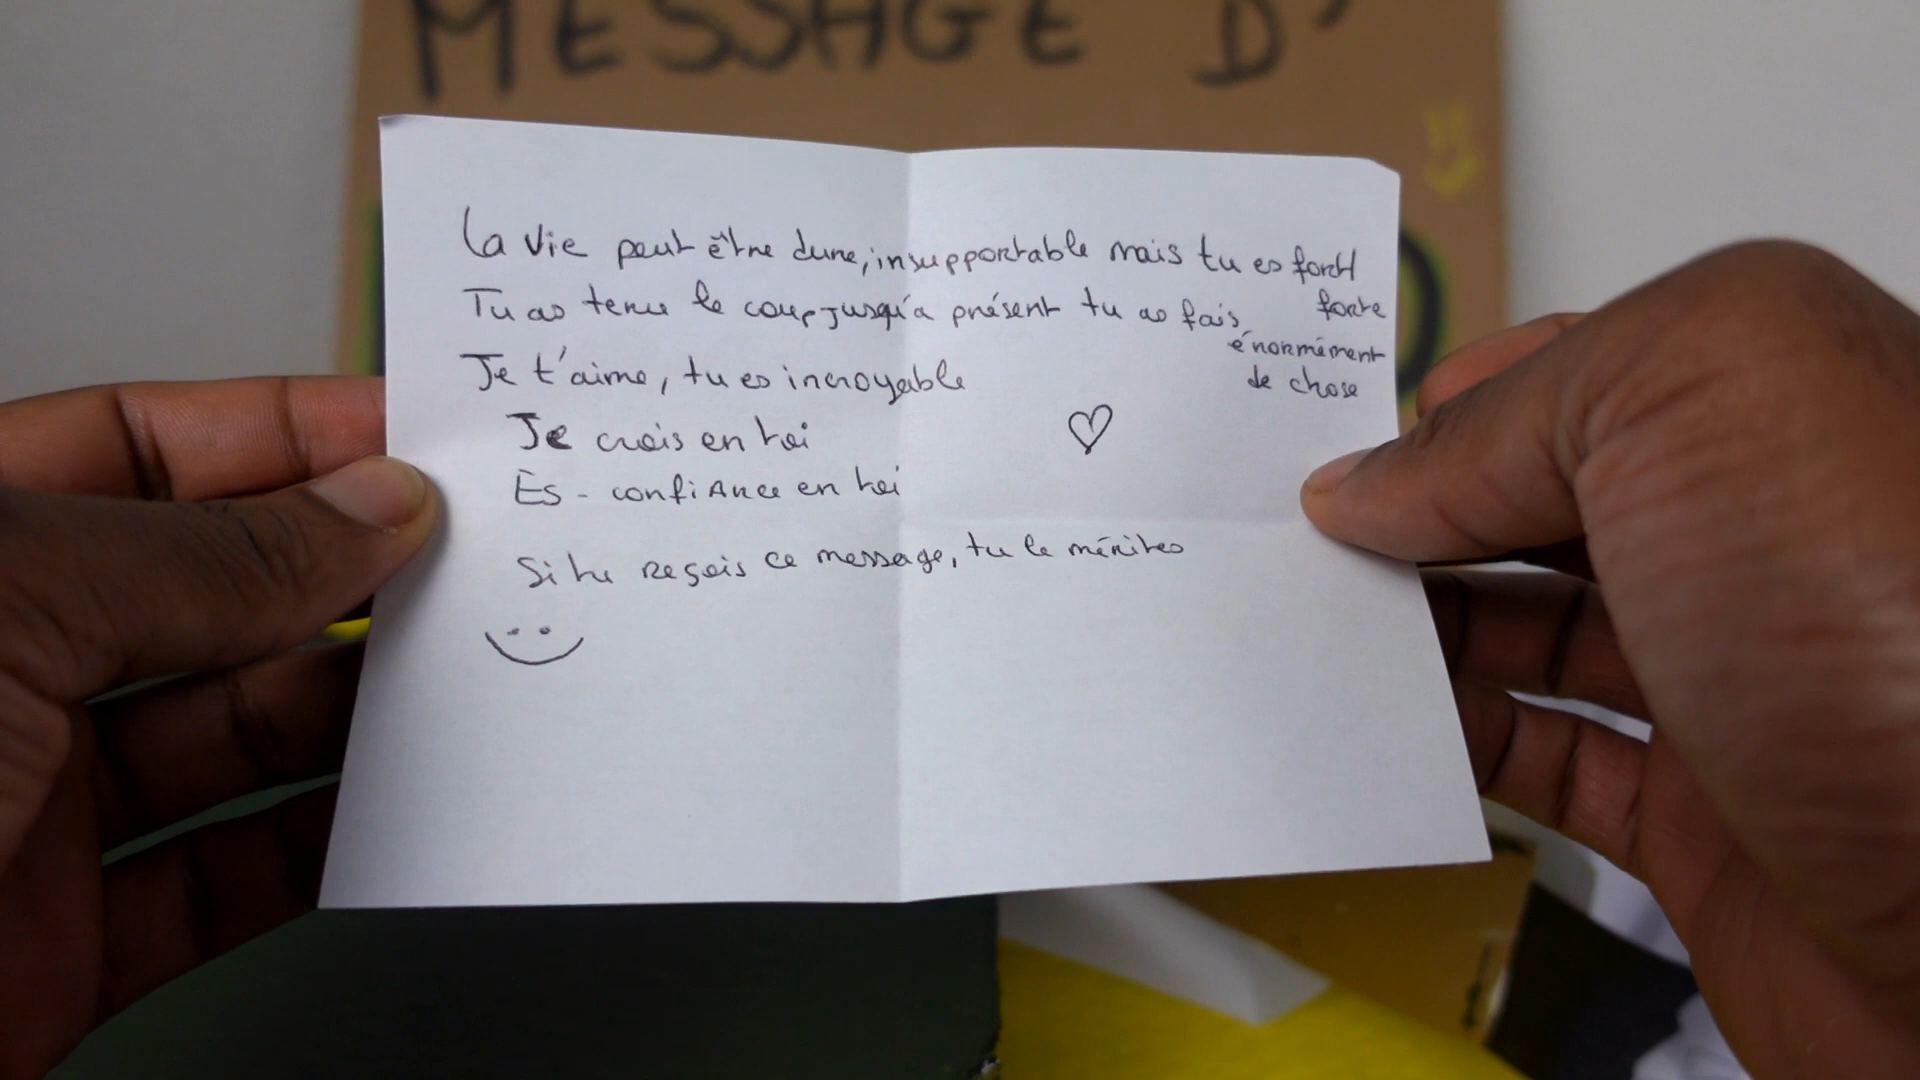 MESSAGE D'
La vie peut être dure, insupportable mais tu es fort/
forte
Tu as tenu le coup jusqu'à présent tu as fais
énormément
de chose
Je t'aime, tu es incroyable
Je crois en toi
Es - confiance en toi
Si tu reçois ce message, tu le mérites